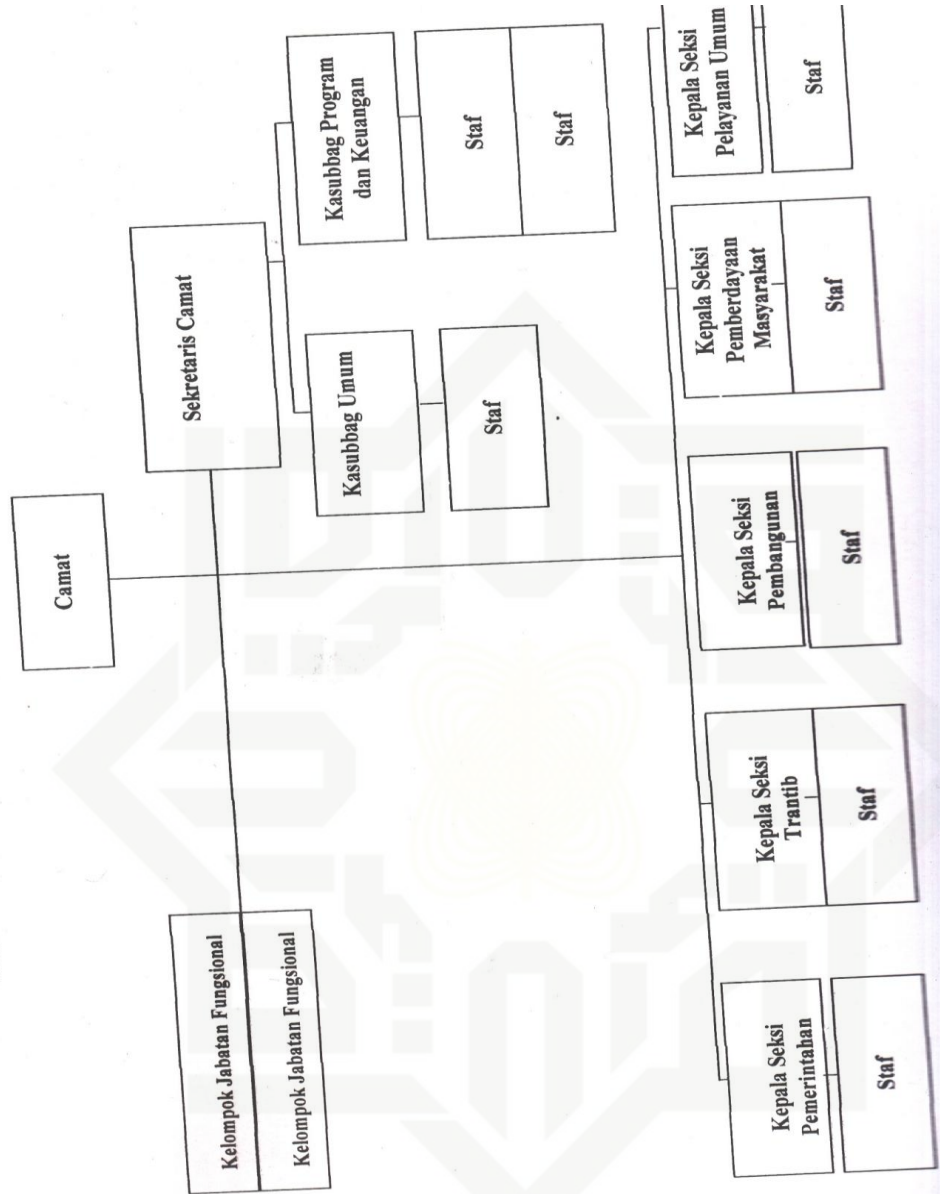 Camat
Sekretaris Camat
Kelompok Jabatan Fungsional
Kelompok Jabatan Fungsional
Kasubbag Umum
Staf
Kasubbag Program
dan Keuangan
Staf
Staf
Kepala Seksi
Pemerintahan
Staf
Kepala Seksi
Trantib
Staf
Kepala Seksi
Pembangunan
Staf
Kepala Seksi
Pemberdayaan
Masyarakat
Staf
Kepala Seksi
Pelayanan Umum
Staf